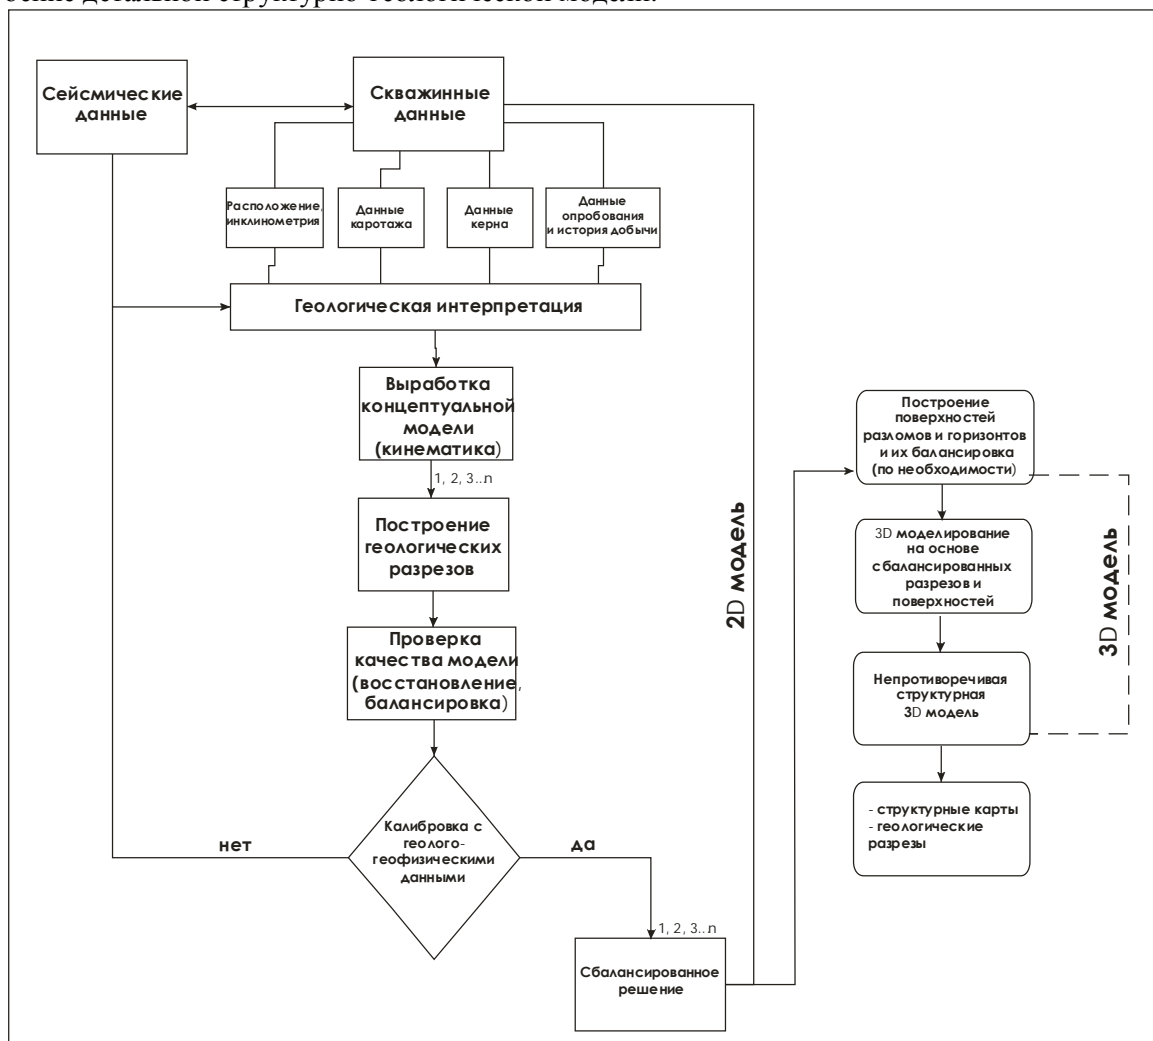 ение детальной структурно-геологической модели.
Сейсмические
данные
Скважинные
данные
Расположение,
инклинометрия
Данные
каротажа
Данные
керна
Данные
опробования
и история добычи
Геологическая интерпретация
Выработка
концептуальной
модели
(кинематика)
1, 2, 3...n
Построение
геологических
разрезов
Проверка
качества модели
(восстановление,
балансировка)
Калибровка с
геолого-
геофизическими
данными
нет
да
1, 2, 3...n
Сбалансированное
решение
2D модель
Построение
поверхностей
разломов и горизонтов
и их балансировка
(по необходимости)
3D моделирование
на основе
сбалансированных
разрезов и
поверхностей
Непротиворечивая
структурная
3D модель
3D модель
- структурные карты
- геологические
разрезы